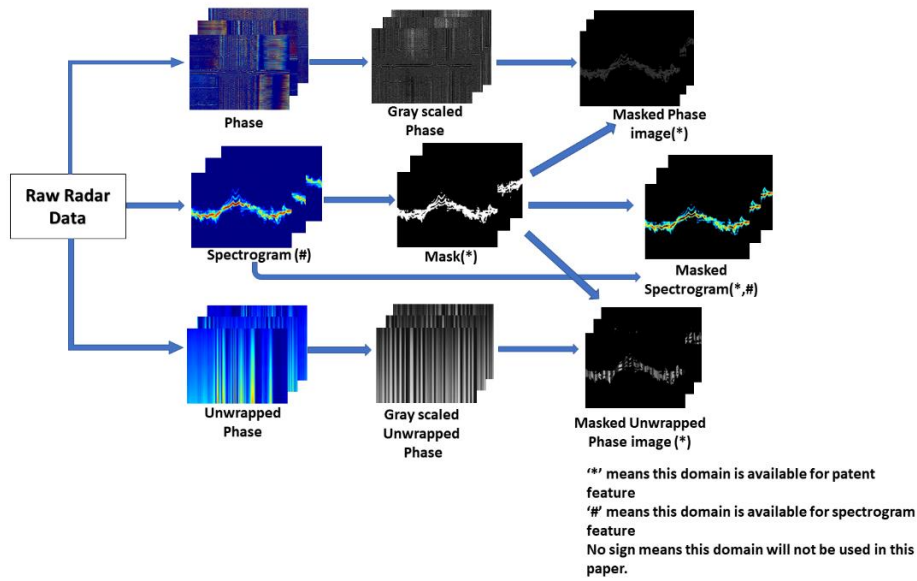 Phase
Gray scaled
Phase
Masked Phase
image(*)
Raw Radar
Data
Spectrogram (#)
Mask(*)
Masked
Spectrogram(*,#)
Unwrapped
Phase
Gray scaled
Unwrapped
Phase
Masked Unwrapped
Phase image (*)
‘*’ means this domain is available for patent
feature
‘#’ means this domain is available for spectrogram
feature
No sign means this domain will not be used in this
paper.